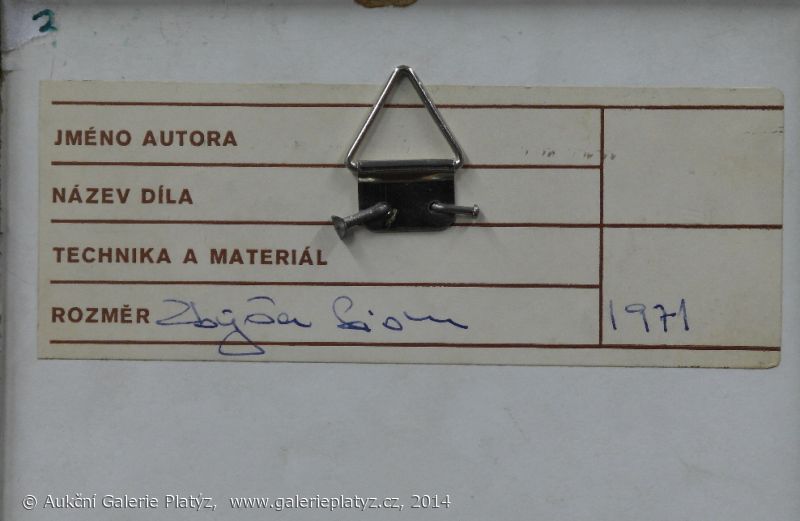 2
JMÉNO AUTORA
NÁZEV DÍLA
TECHNIKA A MATERIÁL
ROZMĚR Zbyšek Sion 1971
© Aukční Galerie Platýz, www.galerieplatyz.cz, 2014